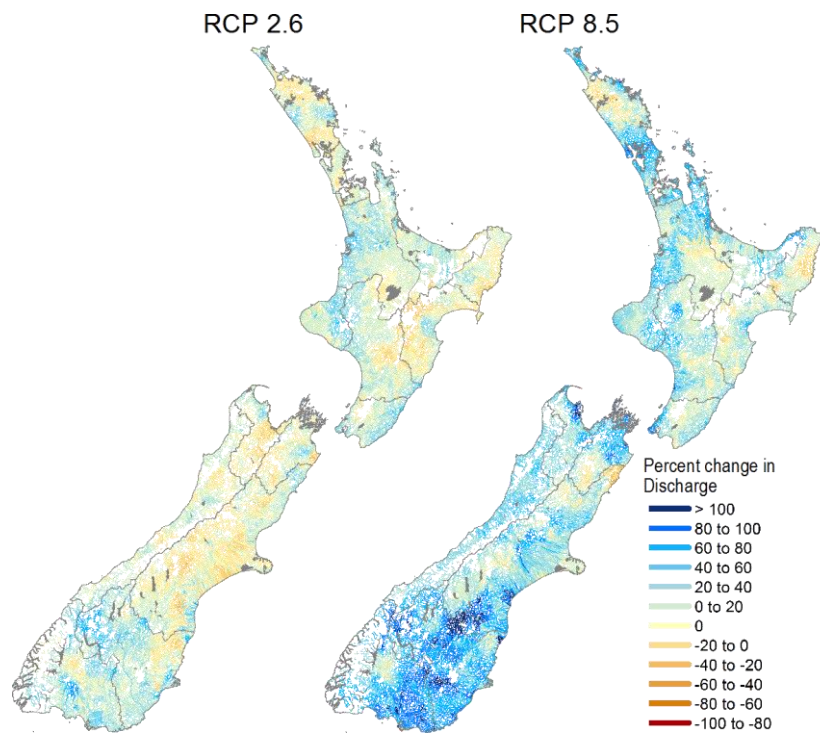 RCP 2.6
RCP 8.5
Percent change in
Discharge
> 100
80 to 100
60 to 80
40 to 60
20 to 40
0 to 20
0
-20 to 0
-40 to -20
-60 to -40
-80 to -60
-100 to -80